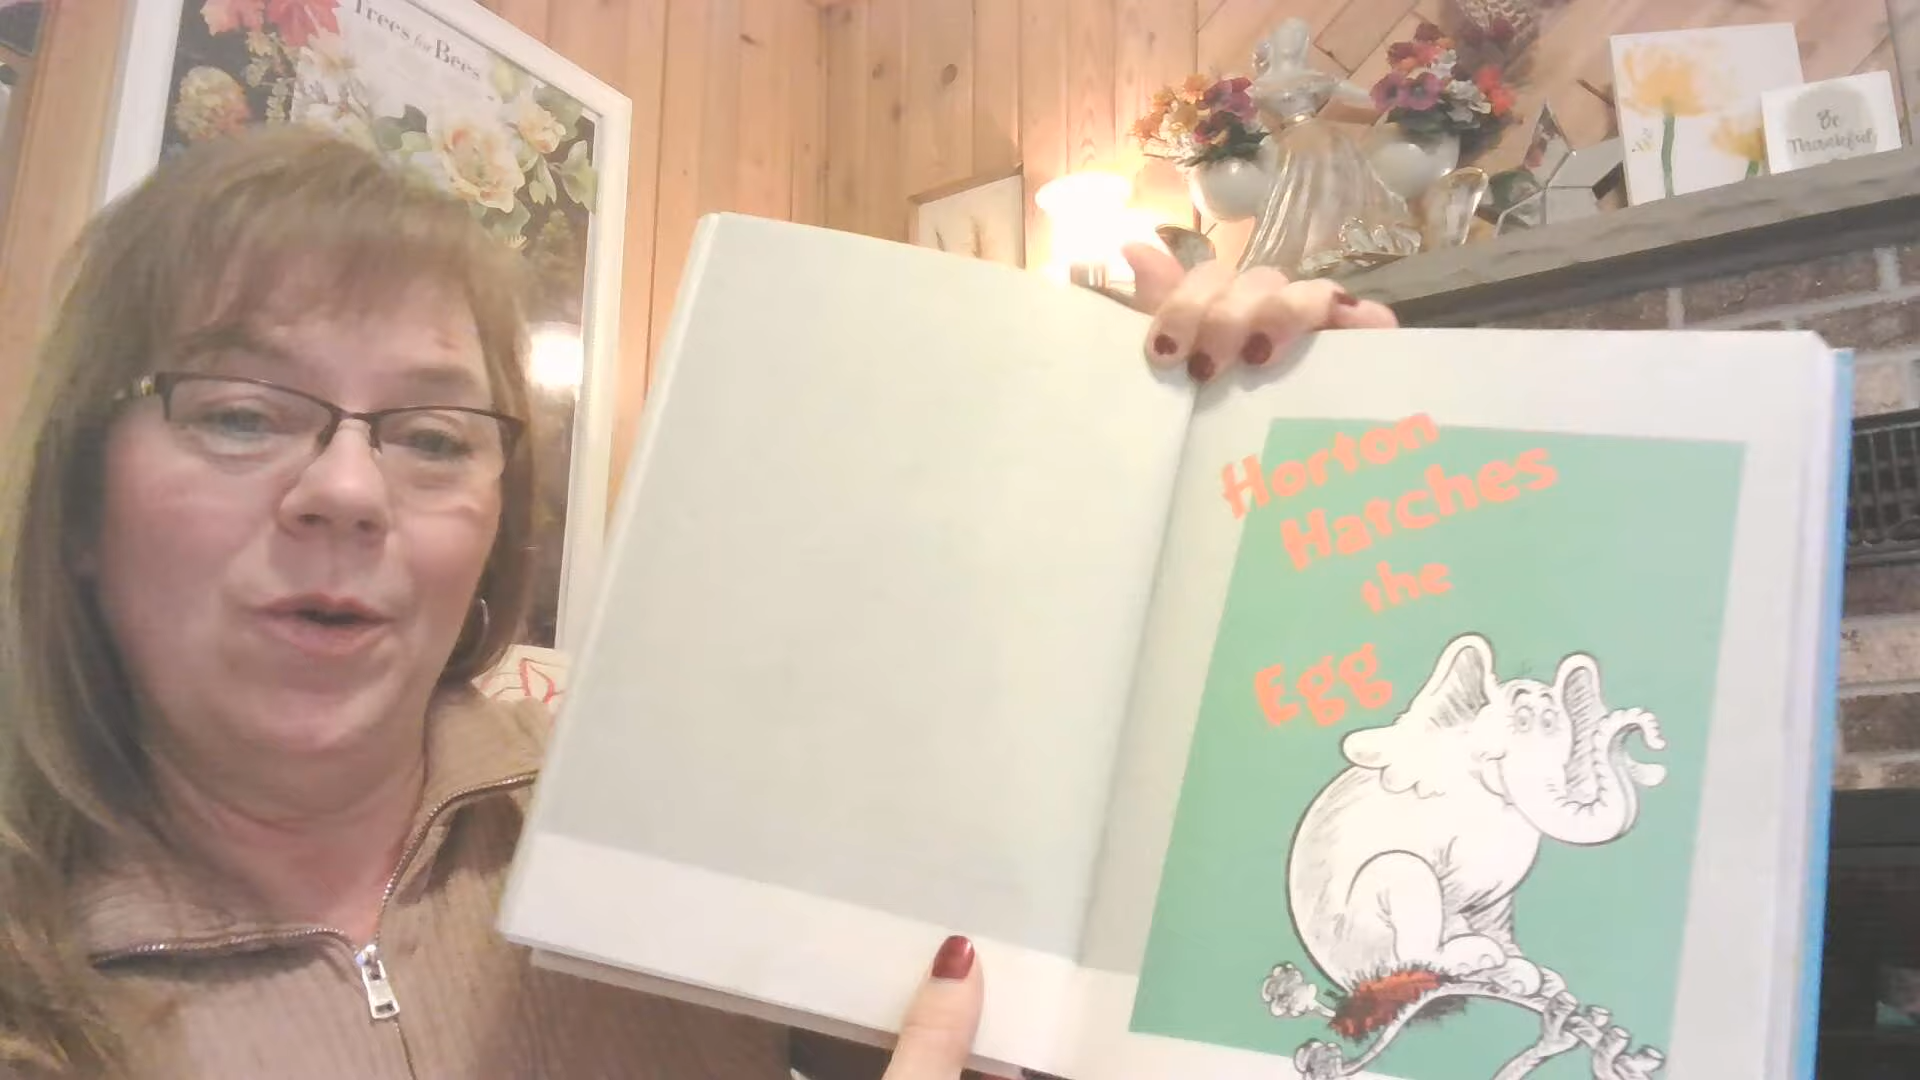 Trees for Bees
Be
Thankful
Horton
Hatches
the
Egg